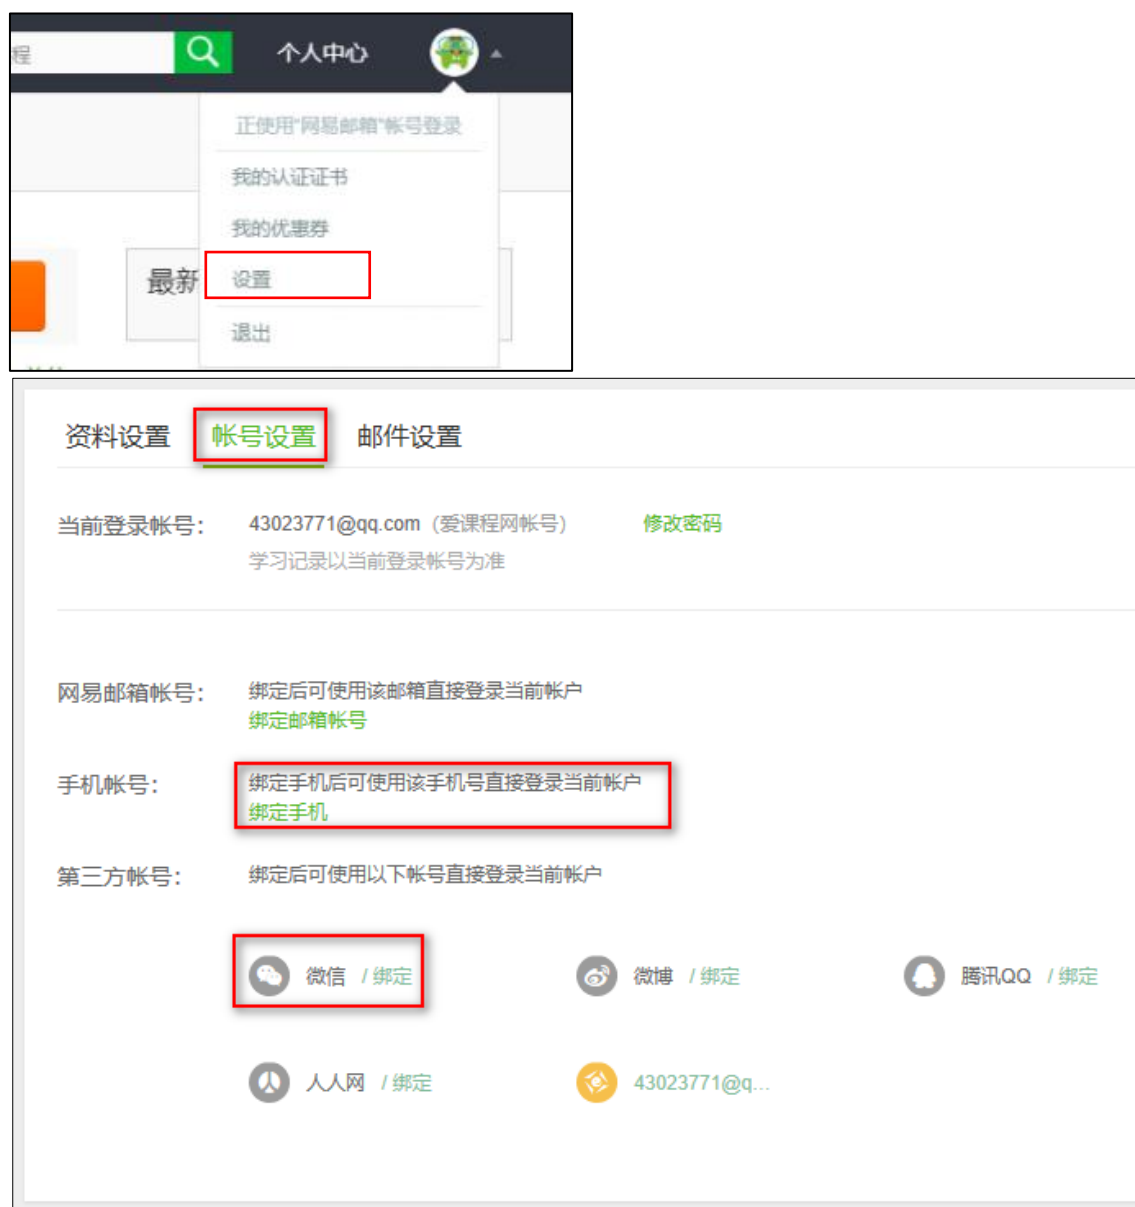 程
个人中心
正使用"网易邮箱"帐号登录
我的认证证书
我的优惠券
最新
设置
退出
资料设置 帐号设置 邮件设置
当前登录帐号： 43023771@qq.com（爱课程网帐号） 修改密码
学习记录以当前登录帐号为准
网易邮箱帐号： 绑定后可使用该邮箱直接登录当前帐户
绑定邮箱帐号
手机帐号： 绑定手机后可使用该手机号直接登录当前帐户
绑定手机
第三方帐号： 绑定后可使用以下帐号直接登录当前帐户
微信 / 绑定 微博 / 绑定 腾讯QQ / 绑定
人人网 / 绑定 43023771@q...